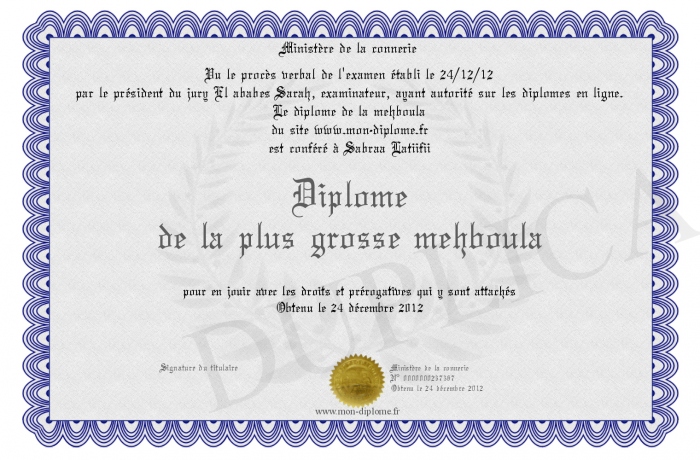 Ministère de la connerie
Vu le procès verbal de l'examen établi le 24/12/12
par le président du jury El ababes Sarah, examinateur, ayant autorité sur les diplomes en ligne.
Le diplome de la mehboula
du site www.mon-diplome.fr
est conféré à Sabraa Latiifii
Diplome
de la plus grosse mehboula
pour en jouir avec les droits et prérogatives qui y sont attachés
Obtenu le 24 décembre 2012
DUPLICA
Signature du titulaire
Ministère de la connerie
N° 0000000237367
Obtenu le 24 décembre 2012
www.mon-diplome.fr